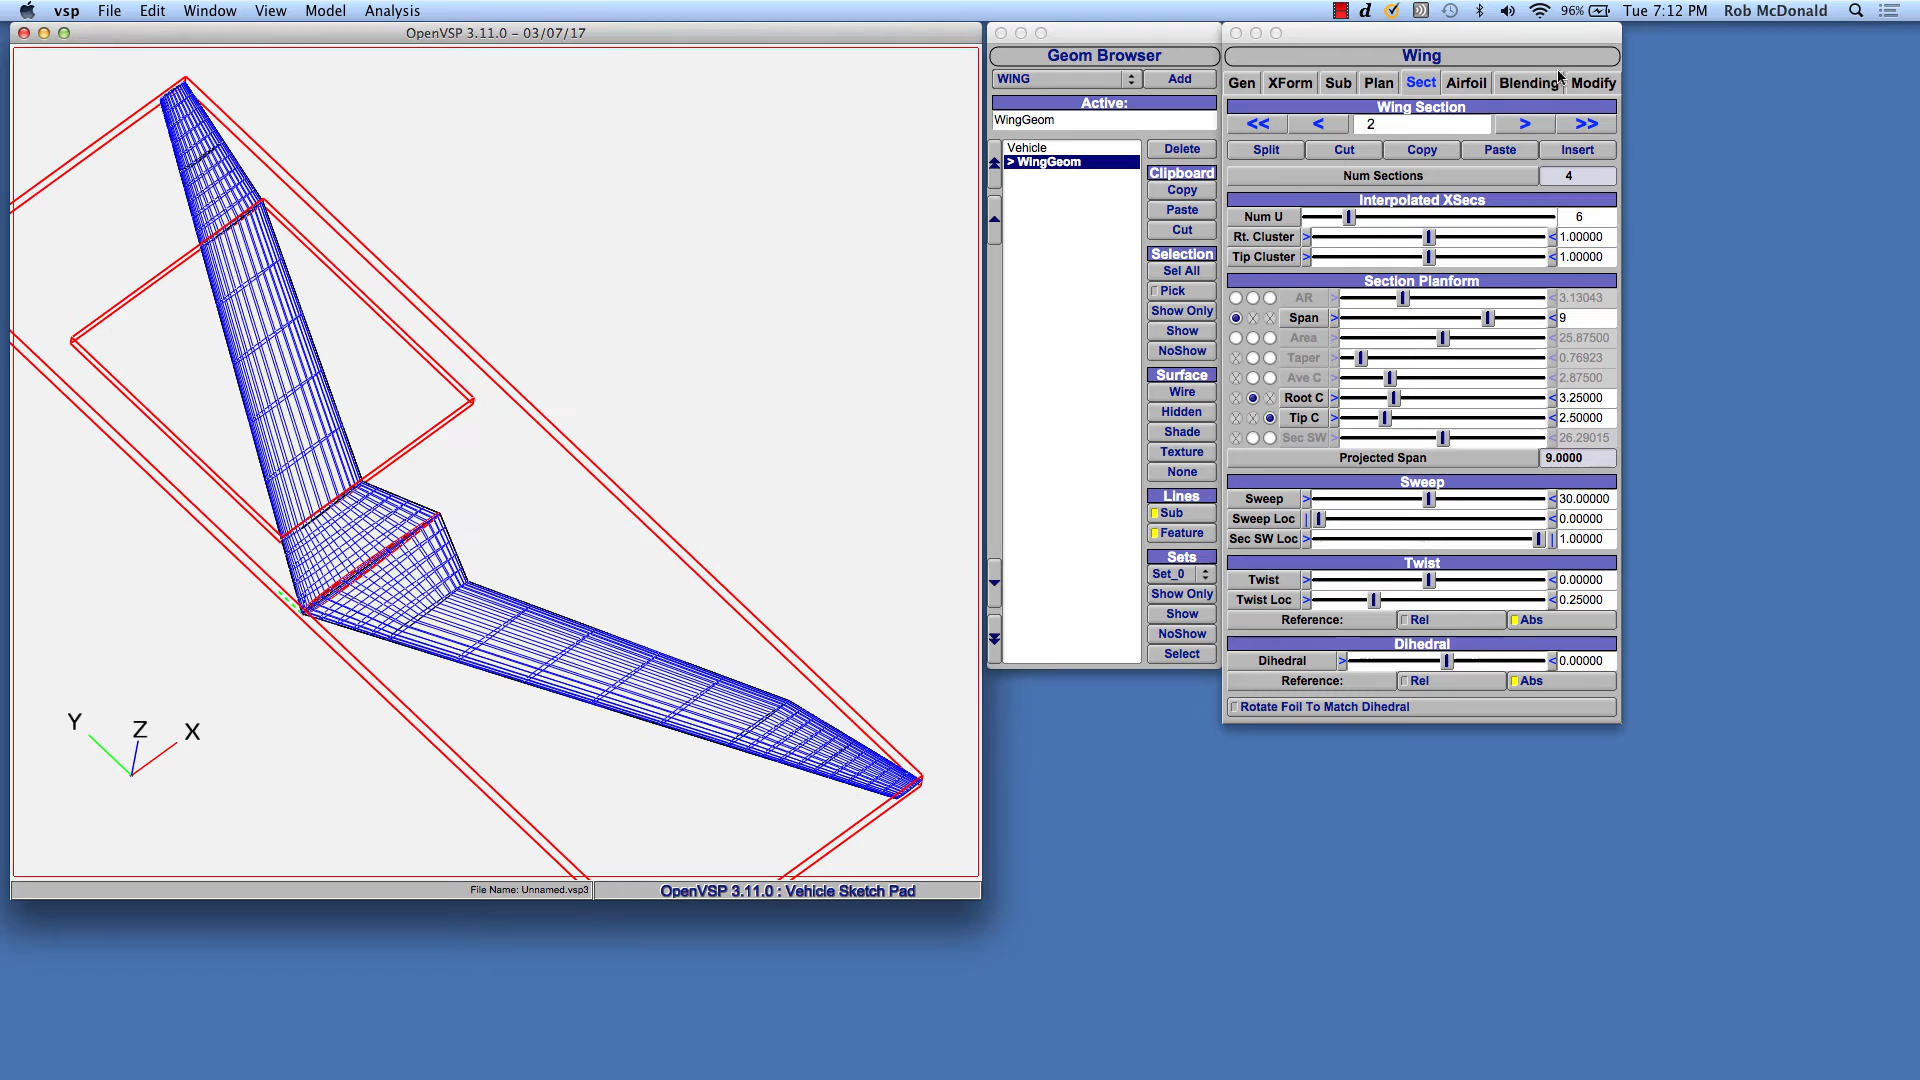 vsp File Edit Window View Model Analysis
96% Tue 7:12 PM Rob McDonald
OpenVSP 3.11.0 - 03/07/17
Y Z X
File Name: Unnamed.vsp3
OpenVSP 3.11.0 : Vehicle Sketch Pad
Geom Browser
WING Add
Active:
WingGeom
Vehicle
> WingGeom
Delete
Clipboard
Copy
Paste
Cut
Selection
Sel All
Pick
Show Only
Show
NoShow
Surface
Wire
Hidden
Shade
Texture
None
Lines
Sub
Feature
Sets
Set_0
Show Only
Show
NoShow
Select
Wing
Gen XForm Sub Plan Sect Airfoil Blending Modify
Wing Section
<< < 2 > >>
Split Cut Copy Paste Insert
Num Sections 4
Interpolated XSecs
Num U 6
Rt. Cluster > < 1.00000
Tip Cluster > < 1.00000
Section Planform
AR > < 3.13043
Span > < 9
Area > < 25.87500
Taper > < 0.76923
Ave C > < 2.87500
Root C > < 3.25000
Tip C > < 2.50000
Sec SW > < 26.29015
Projected Span 9.0000
Sweep
Sweep > < 30.00000
Sweep Loc | < 0.00000
Sec SW Loc > | 1.00000
Twist
Twist > < 0.00000
Twist Loc > < 0.25000
Reference: Rel Abs
Dihedral
Dihedral > < 0.00000
Reference: Rel Abs
Rotate Foil To Match Dihedral